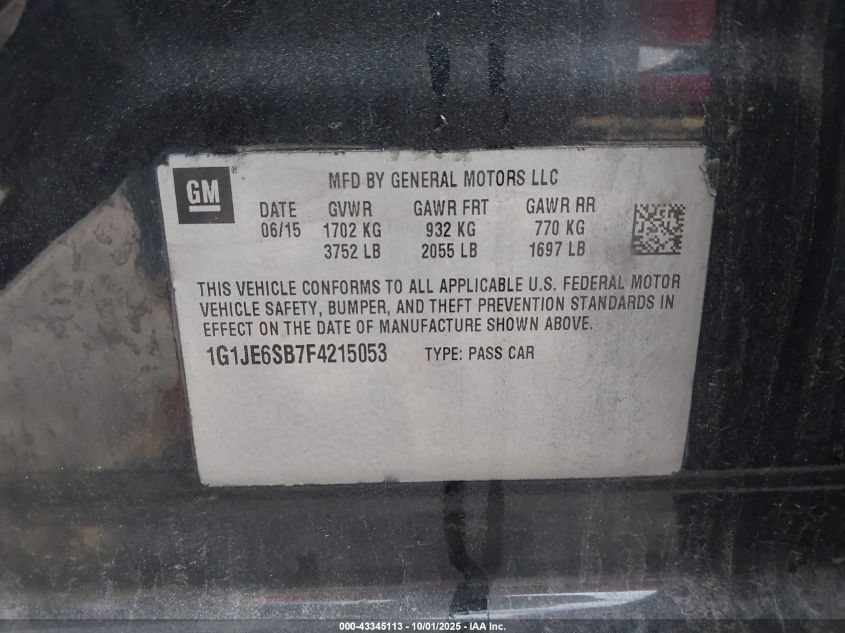 GM
MFD BY GENERAL MOTORS LLC
DATE GVWR GAWR FRT GAWR RR
06/15 1702 KG 932 KG 770 KG
3752 LB 2055 LB 1697 LB
THIS VEHICLE CONFORMS TO ALL APPLICABLE U.S. FEDERAL MOTOR
VEHICLE SAFETY, BUMPER, AND THEFT PREVENTION STANDARDS IN
EFFECT ON THE DATE OF MANUFACTURE SHOWN ABOVE.
1G1JE6SB7F4215053 TYPE: PASS CAR
000-43345113 - 10/01/2025 - IAA Inc.